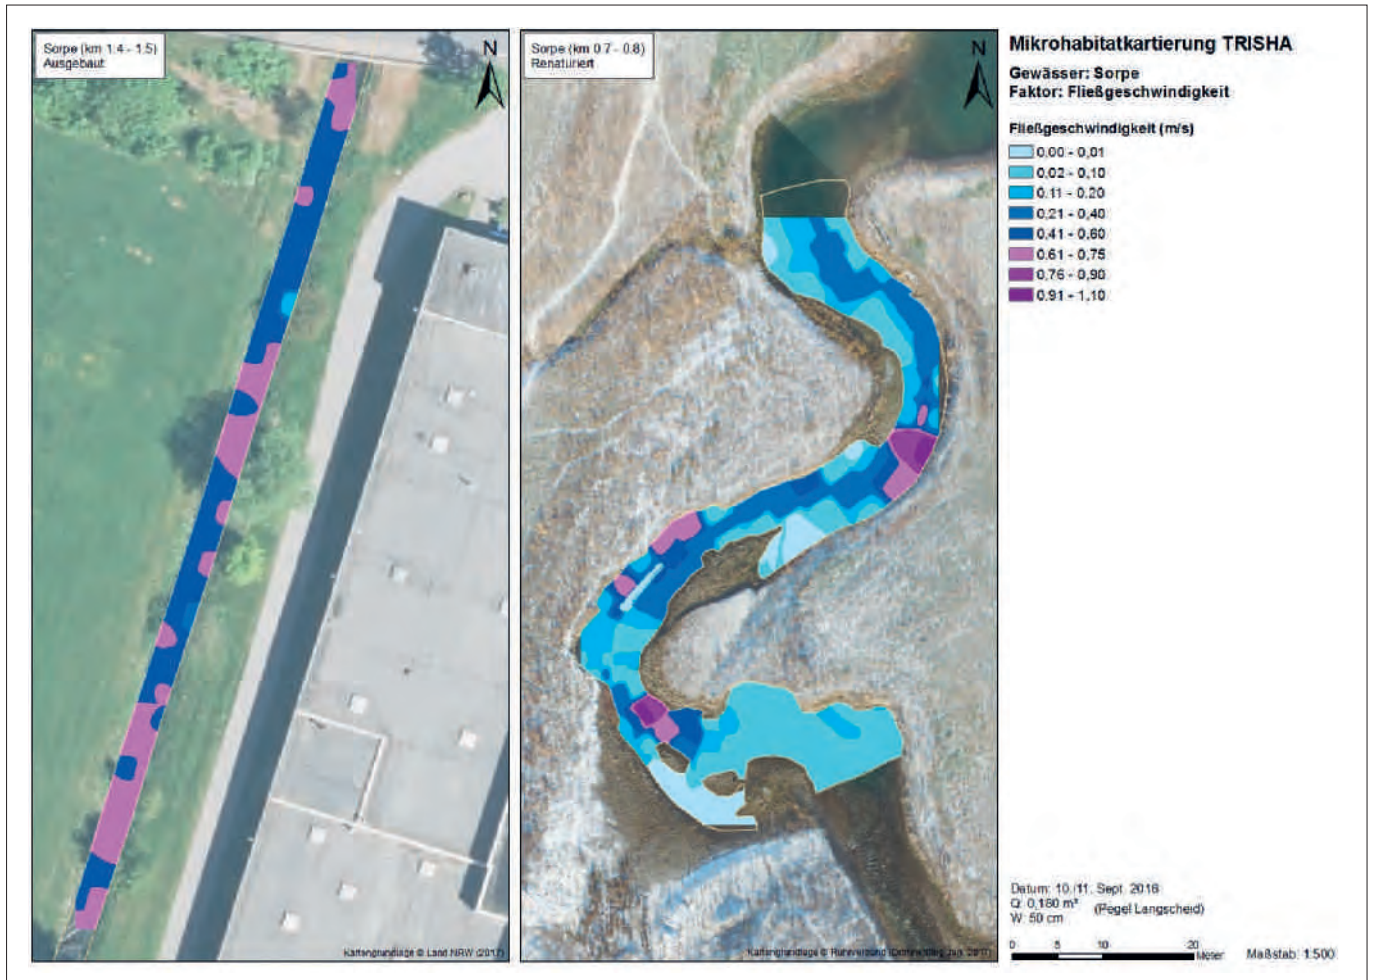 Sorpe (km 1.4 - 1.5)
Ausgebaut
N
Sorpe (km 0.7 - 0.8)
Renaturiert
N
Mikrohabitatkartierung TRISHA
Gewässer: Sorpe
Faktor: Fließgeschwindigkeit
Fließgeschwindigkeit (m/s)
0,00 - 0,01
0,02 - 0,10
0,11 - 0,20
0,21 - 0,40
0,41 - 0,60
0,61 - 0,75
0,76 - 0,90
0,91 - 1,10
Datum: 10./11. Sept. 2016
Q: 0,180 m³
(Pegel Langscheid)
W: 50 cm
0 5 10 20
Meter
Maßstab: 1:500
Kartengrundlage © Land NRW (2017)
Kartengrundlage © Ruhrverband